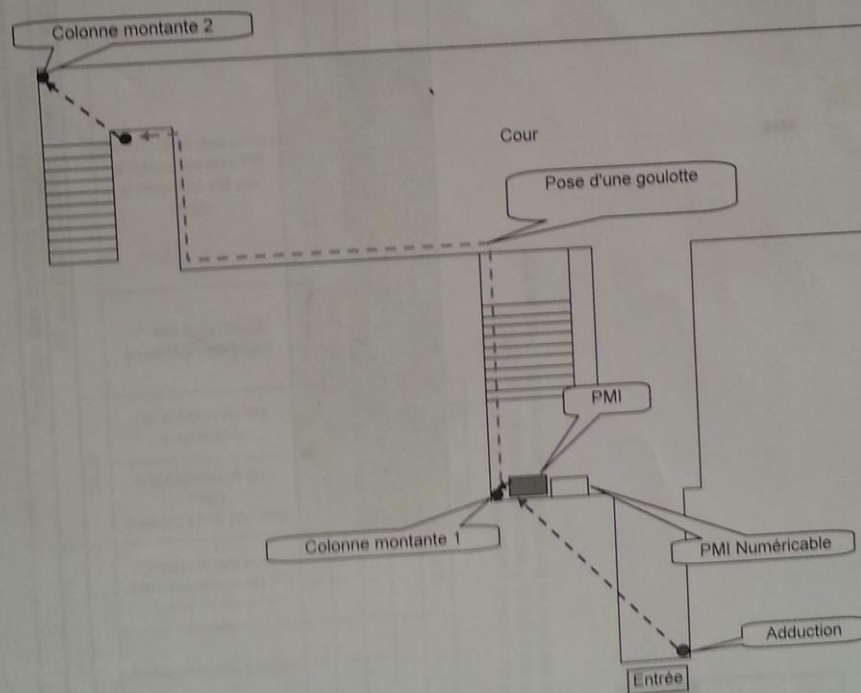 Colonne montante 2
Cour
Pose d'une goulotte
PMI
Colonne montante 1
PMI Numéricable
Adduction
Entrée